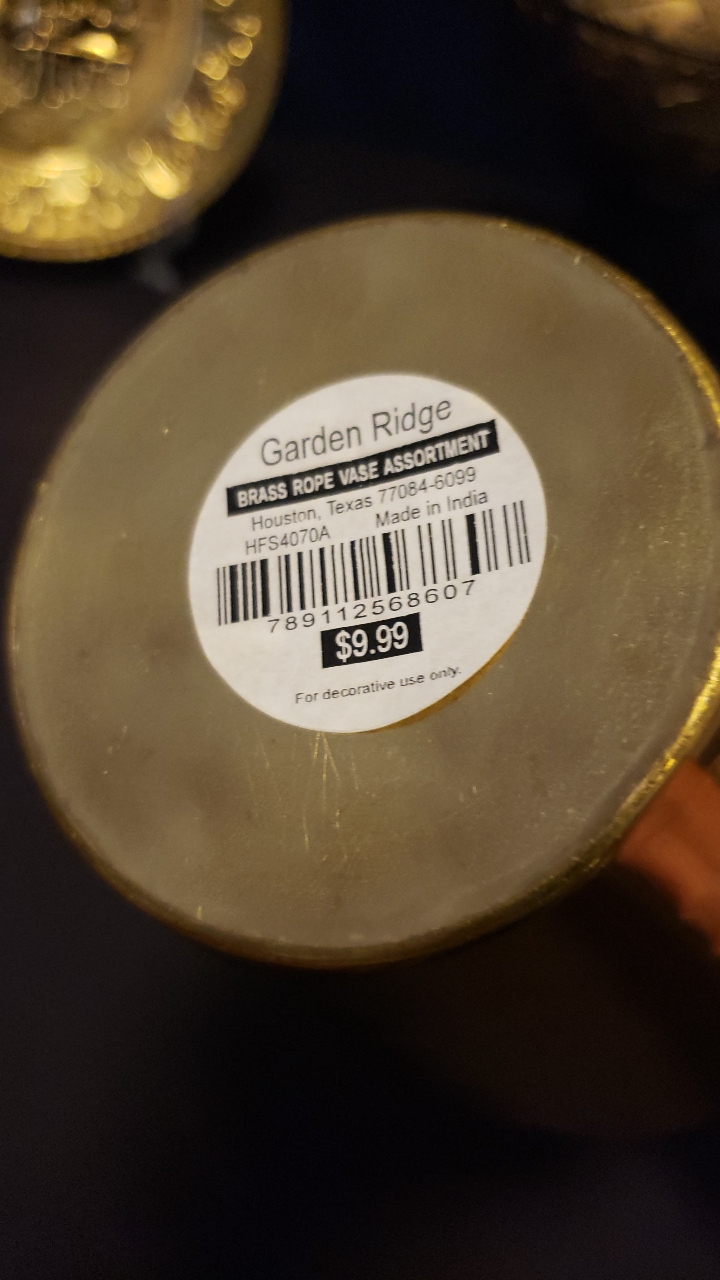 Garden Ridge
BRASS ROPE VASE ASSORTMENT
Houston, Texas 77084-6099
HFS4070A Made in India
789112568607
$9.99
For decorative use only.